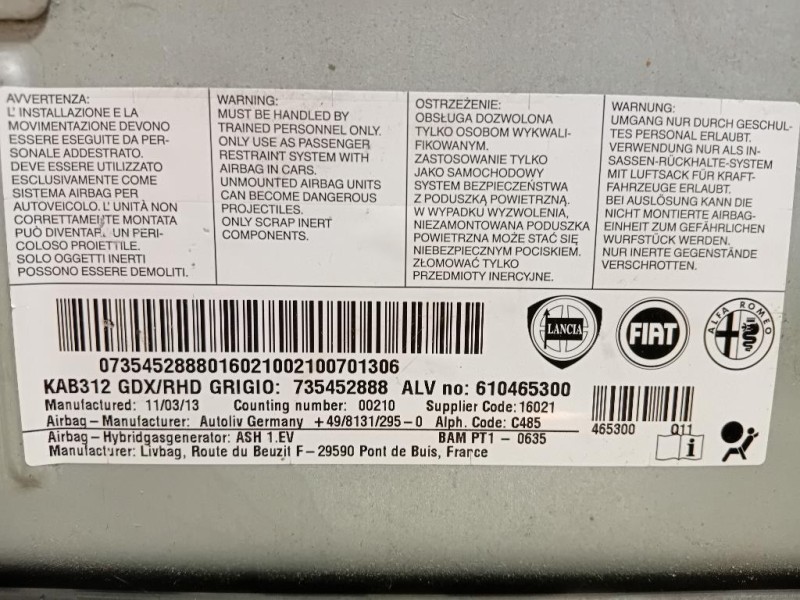 AVVERTENZA:
L' INSTALLAZIONE E LA
MOVIMENTAZIONE DEVONO
ESSERE ESEGUITE DA PER-
SONALE ADDESTRATO.
DEVE ESSERE UTILIZZATO
ESCLUSIVAMENTE COME
SISTEMA AIRBAG PER
AUTOVEICOLO. L' UNITÀ NON
CORRETTAMENTE MONTATA
PUÒ DIVENTARE UN PERI-
COLOSO PROIETTILE.
SOLO OGGETTI INERTI
POSSONO ESSERE DEMOLITI.
WARNING:
MUST BE HANDLED BY
TRAINED PERSONNEL ONLY.
ONLY USE AS PASSENGER
RESTRAINT SYSTEM WITH
AIRBAG IN CARS.
UNMOUNTED AIRBAG UNITS
CAN BECOME DANGEROUS
PROJECTILES.
ONLY SCRAP INERT
COMPONENTS.
OSTRZEŻENIE:
OBSŁUGA DOZWOLONA
TYLKO OSOBOM WYKWALI-
FIKOWANYM.
ZASTOSOWANIE TYLKO
JAKO SAMOCHODOWY
SYSTEM BEZPIECZEŃSTWA
Z PODUSZKĄ POWIETRZNĄ.
W WYPADKU WYZWOLENIA,
NIEZAMONTOWANA PODUSZKA
POWIETRZNA MOŻE STAĆ SIĘ
NIEBEZPIECZNYM POCISKIEM.
ZŁOMOWAĆ TYLKO
PRZEDMIOTY INERCYJNE.
WARNUNG:
UMGANG NUR DURCH GESCHUL-
TES PERSONAL ERLAUBT.
VERWENDUNG NUR ALS IN-
SASSEN-RÜCKHALTE-SYSTEM
MIT LUFTSACK FÜR KRAFT-
FAHRZEUGE ERLAUBT.
BEI AUSLÖSUNG KANN DIE
NICHT MONTIERTE AIRBAG-
EINHEIT ZUM GEFÄHRLICHEN
WURFSTÜCK WERDEN.
NUR INERTE GEGENSTÄNDE
VERSCHROTTEN.
LANCIA
FIAT
ALFA ROMEO
07354528880160210021007013​06
KAB312 GDX/RHD GRIGIO: 735452888 ALV no: 610465300
Manufactured: 11/03/13 Counting number: 00210 Supplier Code: 16021
Airbag - Manufacturer: Autoliv Germany +49/8131/295-0 Alph. Code: C485
Airbag - Hybridgasgenerator: ASH 1.EV BAM PT1 - 0635
Manufacturer: Livbag, Route du Beuzit F-29590 Pont de Buis, France
465300 Q11
i